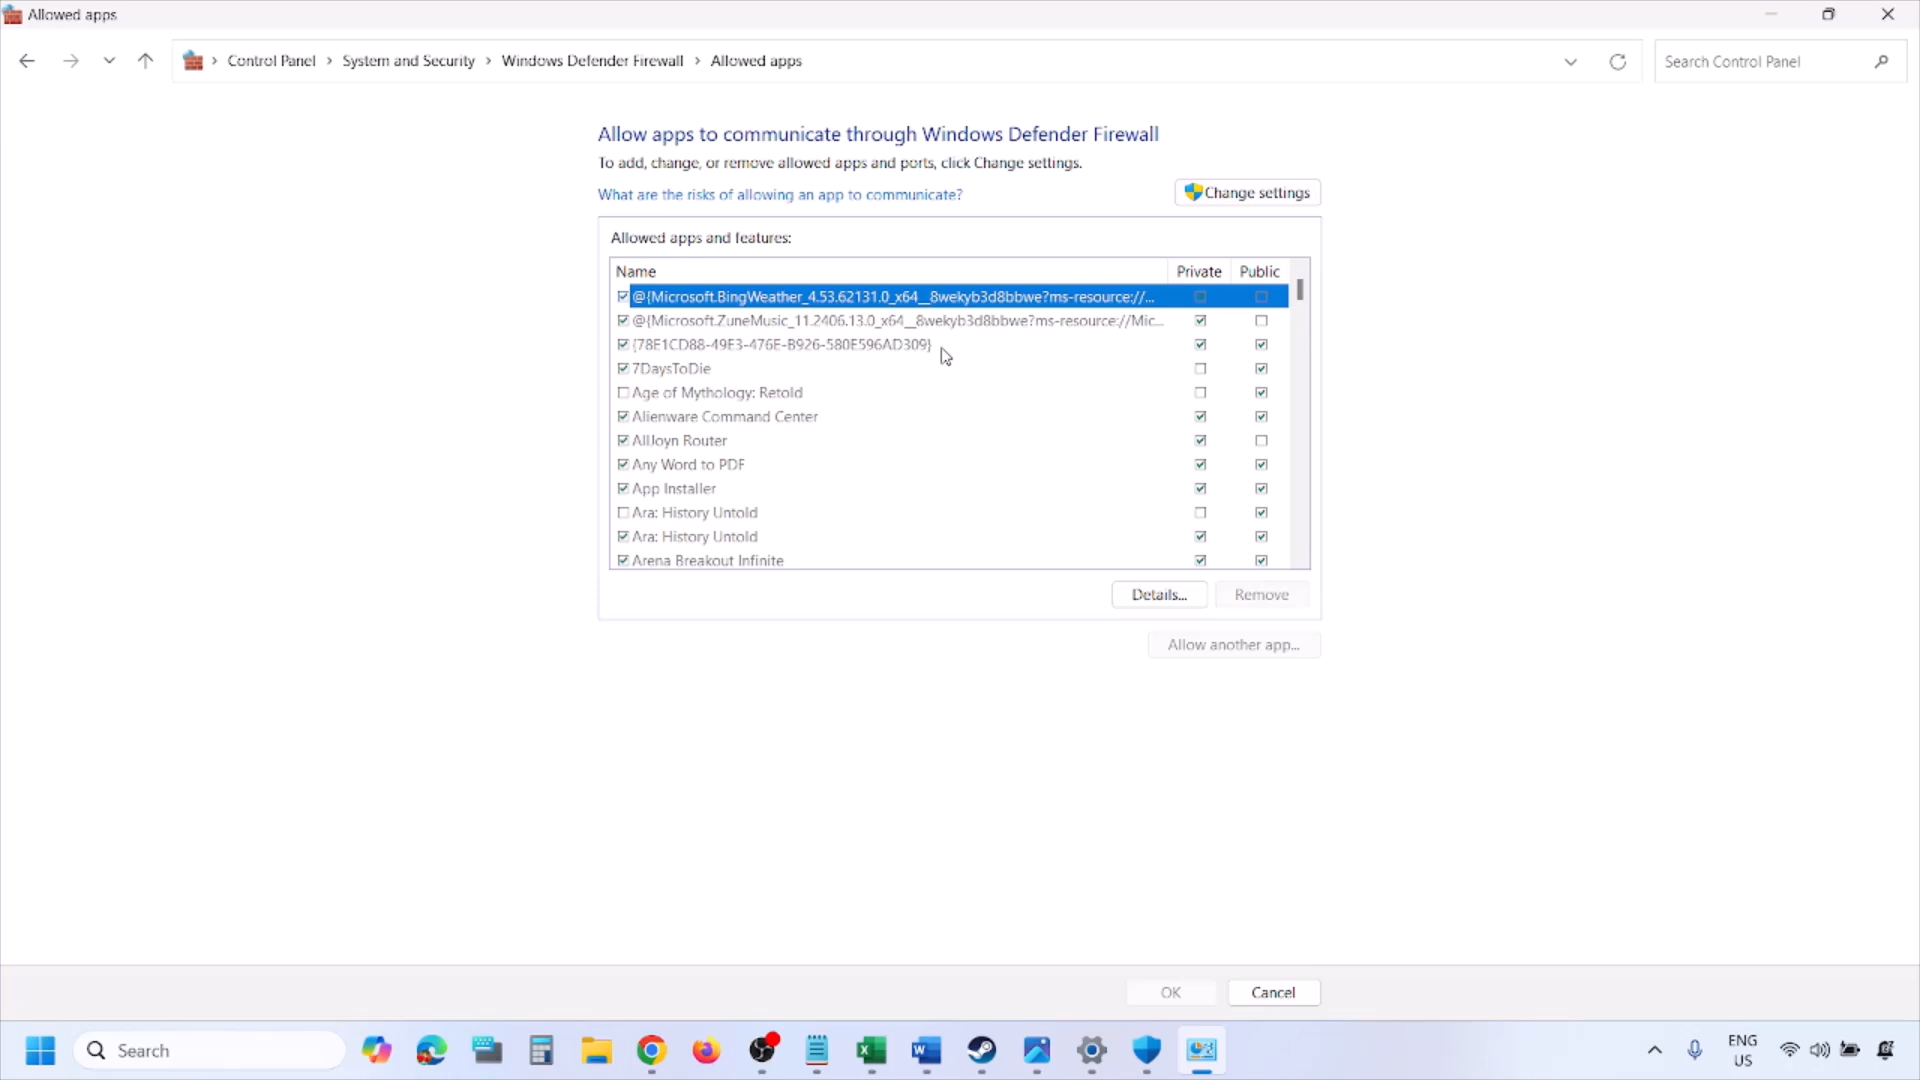 Allowed apps
Control Panel › System and Security › Windows Defender Firewall › Allowed apps
Search Control Panel
Allow apps to communicate through Windows Defender Firewall
To add, change, or remove allowed apps and ports, click Change settings.
What are the risks of allowing an app to communicate?
Change settings
Allowed apps and features:
Name Private Public
@{Microsoft.BingWeather_4.53.62131.0_x64__8wekyb3d8bbwe?ms-resource://...
@{Microsoft.ZuneMusic_11.2406.13.0_x64__8wekyb3d8bbwe?ms-resource://Mic...
{78E1CD88-49E3-476E-B926-580E596AD309}
7DaysToDie
Age of Mythology: Retold
Alienware Command Center
AllJoyn Router
Any Word to PDF
App Installer
Ara: History Untold
Ara: History Untold
Arena Breakout Infinite
Details... Remove
Allow another app...
OK Cancel
Search
ENG
US